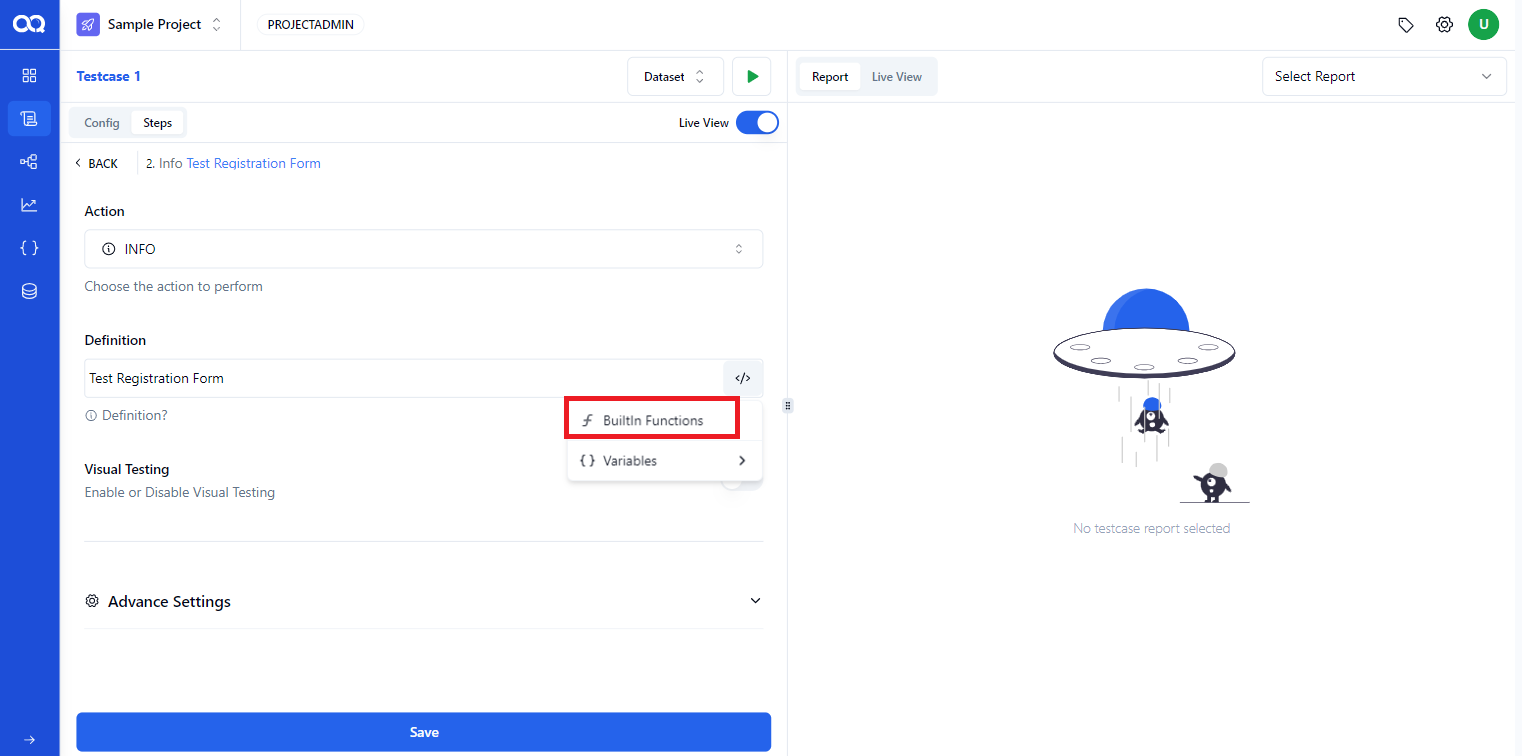 Sample Project
PROJECTADMIN
U
Testcase 1
Dataset
Report
Live View
Select Report
Config
Steps
Live View
BACK
2. Info Test Registration Form
Action
INFO
Choose the action to perform
Definition
Test Registration Form
</>
Definition?
BuiltIn Functions
{ } Variables
Visual Testing
Enable or Disable Visual Testing
No testcase report selected
Advance Settings
Save